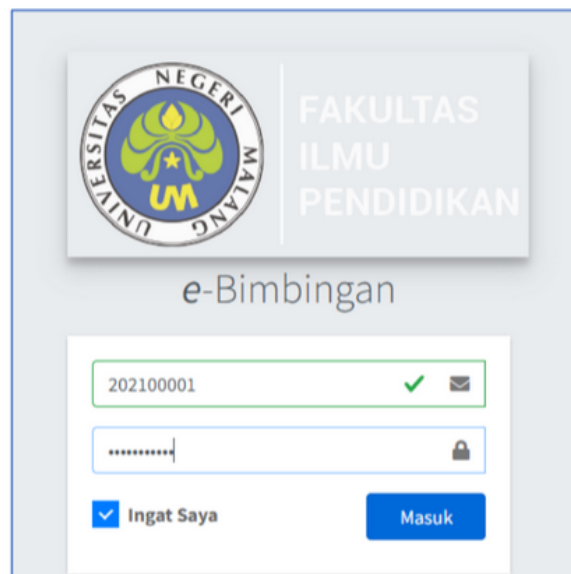 UNIVERSITAS NEGERI MALANG
UM
FAKULTAS
ILMU
PENDIDIKAN
e-Bimbingan
202100001
Ingat Saya
Masuk